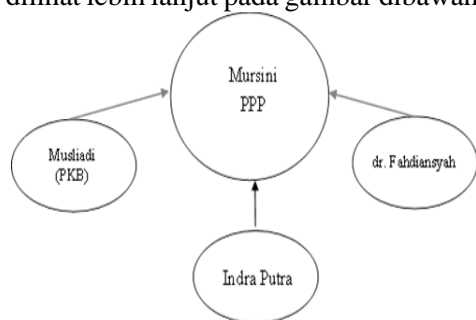 dilihat lebih lanjut pada gambar dibawah
Mursini
PPP
Musliadi
(PKB)
dr. Fahdiansyah
Indra Putra